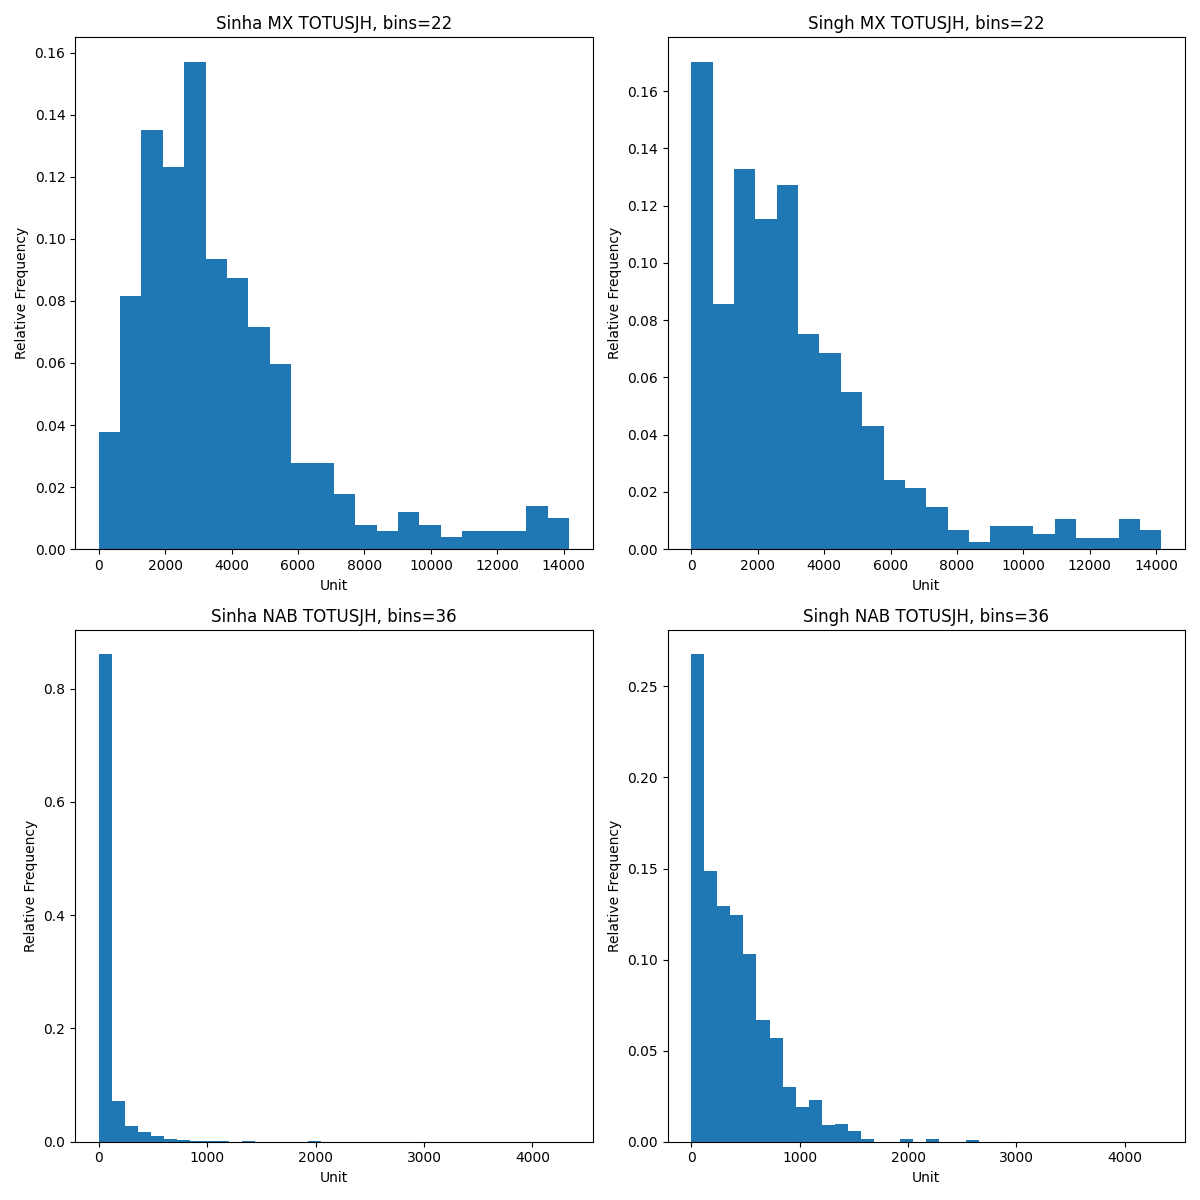 Sinha MX TOTUSJH, bins=22
Relative Frequency
0.16
0.14
0.12
0.10
0.08
0.06
0.04
0.02
0.00
0 2000 4000 6000 8000 10000 12000 14000
Unit
Singh MX TOTUSJH, bins=22
Relative Frequency
0.16
0.14
0.12
0.10
0.08
0.06
0.04
0.02
0.00
0 2000 4000 6000 8000 10000 12000 14000
Unit
Sinha NAB TOTUSJH, bins=36
Relative Frequency
0.8
0.6
0.4
0.2
0.0
0 1000 2000 3000 4000
Unit
Singh NAB TOTUSJH, bins=36
Relative Frequency
0.25
0.20
0.15
0.10
0.05
0.00
0 1000 2000 3000 4000
Unit